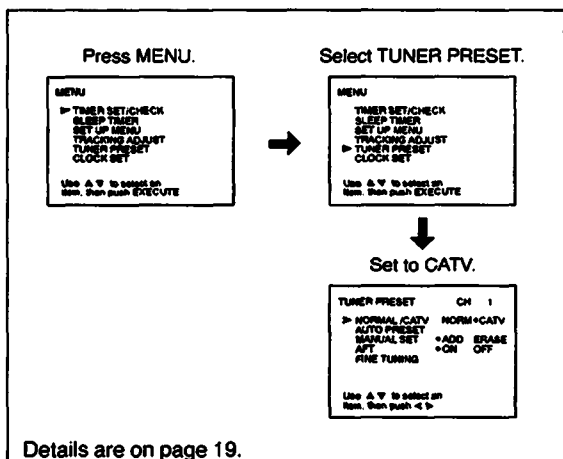 Press MENU.
MENU
▶ TIMER SET/CHECK
SLEEP TIMER
SET UP MENU
TRACKING ADJUST
TUNER PRESET
CLOCK SET
Use △ ▽ to select an
item, then push EXECUTE
Select TUNER PRESET.
MENU
TIMER SET/CHECK
SLEEP TIMER
SET UP MENU
TRACKING ADJUST
▶ TUNER PRESET
CLOCK SET
Use △ ▽ to select an
item, then push EXECUTE
Set to CATV.
TUNER PRESET CH 1
▶ NORMAL/CATV NORM •CATV
AUTO PRESET
MANUAL SET •ADD ERASE
AFT •ON OFF
FINE TUNING
Use △ ▽ to select an
item, then push ◁ ▷
Details are on page 19.